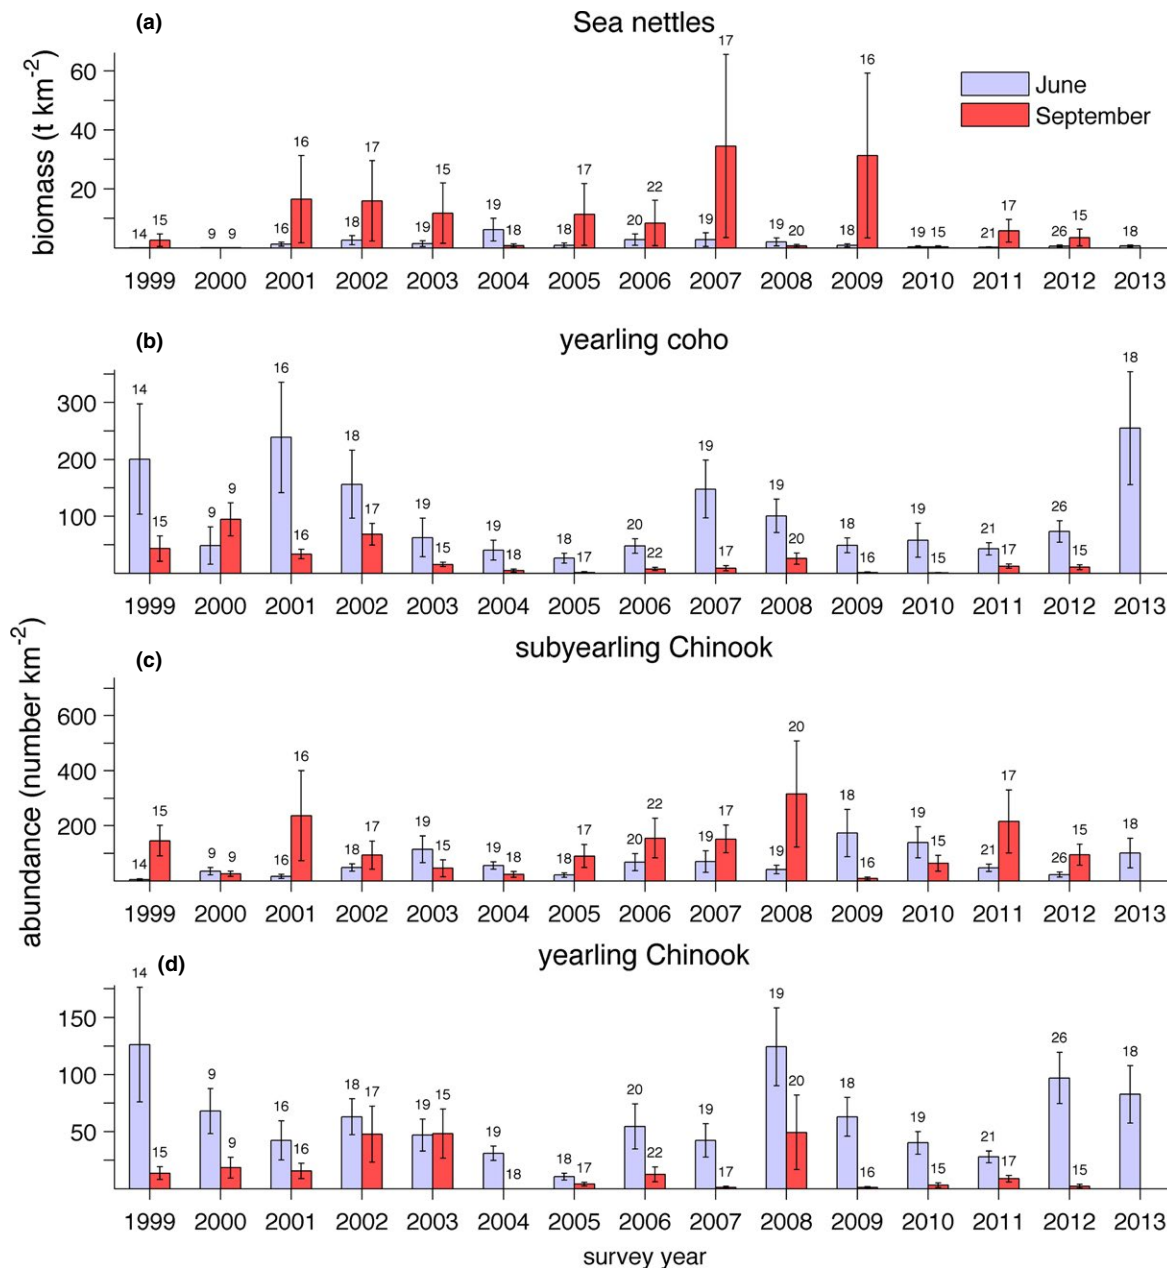 (a) Sea nettles
biomass (t km-2)
60
40
20
June
September
14 15 9 9 16 16 18 17 19 15 19 18 18 17 20 22 19 17 19 20 18 16 19 15 21 17 26 15 18
1999 2000 2001 2002 2003 2004 2005 2006 2007 2008 2009 2010 2011 2012 2013
(b) yearling coho
abundance (number km-2)
300
200
100
14 15 9 9 16 16 18 17 19 15 19 18 18 17 20 22 19 17 19 20 18 16 19 15 21 17 26 15 18
1999 2000 2001 2002 2003 2004 2005 2006 2007 2008 2009 2010 2011 2012 2013
(c) subyearling Chinook
600
400
200
14 15 9 9 16 16 18 17 19 15 19 18 18 17 20 22 19 17 19 20 18 16 19 15 21 17 26 15 18
1999 2000 2001 2002 2003 2004 2005 2006 2007 2008 2009 2010 2011 2012 2013
(d) yearling Chinook
150
100
50
14 15 9 9 16 16 18 17 19 15 19 18 18 17 20 22 19 17 19 20 18 16 19 15 21 17 26 15 18
1999 2000 2001 2002 2003 2004 2005 2006 2007 2008 2009 2010 2011 2012 2013
survey year